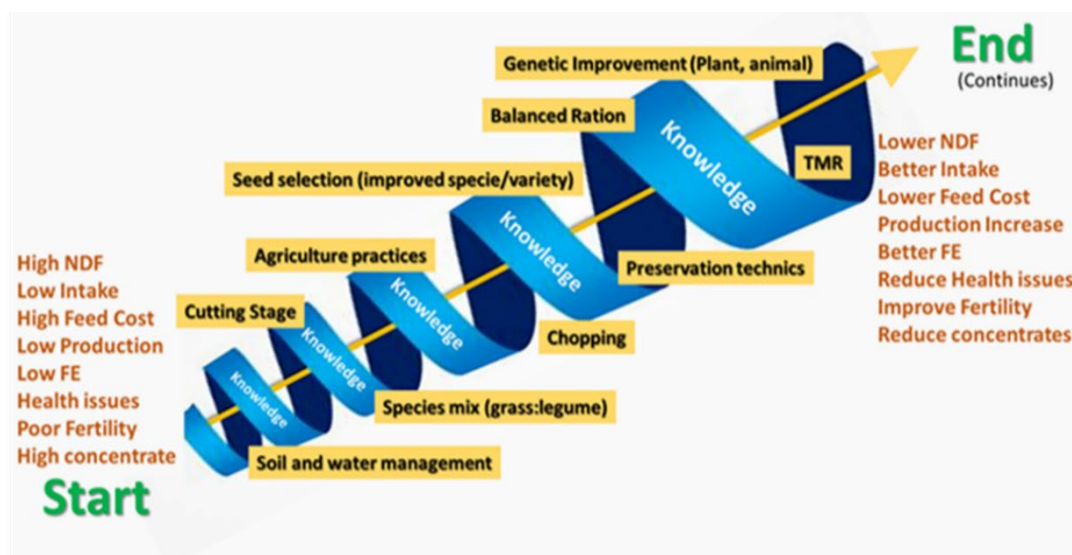 End
(Continues)
Genetic Improvement (Plant, animal)
Balanced Ration
Knowledge
TMR
Lower NDF
Better Intake
Lower Feed Cost
Production Increase
Better FE
Reduce Health issues
Improve Fertility
Reduce concentrates
Seed selection (improved specie/variety)
Knowledge
Preservation technics
Agriculture practices
Knowledge
Chopping
Cutting Stage
Knowledge
Species mix (grass:legume)
Knowledge
Soil and water management
High NDF
Low Intake
High Feed Cost
Low Production
Low FE
Health issues
Poor Fertility
High concentrate
Start